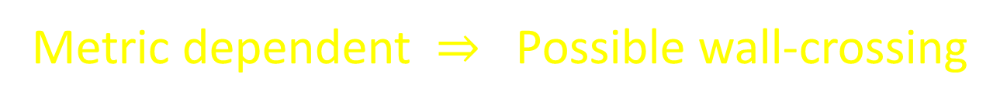 Metric dependent ⇒ Possible wall-crossing